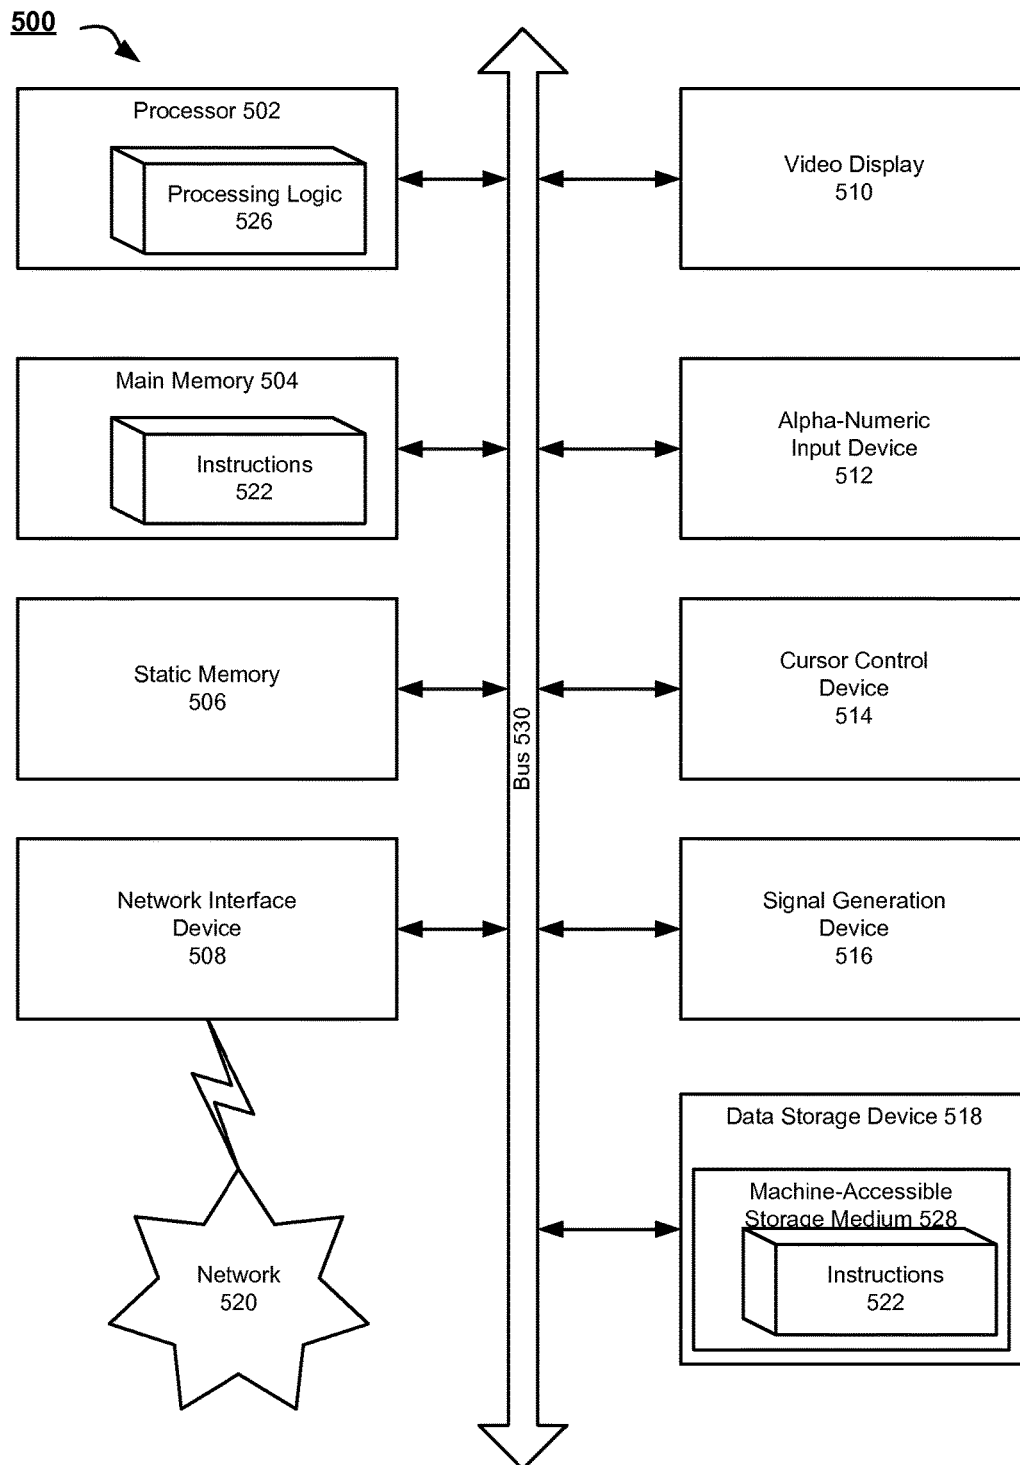 500
Processor 502
Processing Logic
526
Video Display
510
Main Memory 504
Instructions
522
Alpha-Numeric
Input Device
512
Static Memory
506
Cursor Control
Device
514
Bus 530
Network Interface
Device
508
Signal Generation
Device
516
Data Storage Device 518
Machine-Accessible
Storage Medium 528
Instructions
522
Network
520